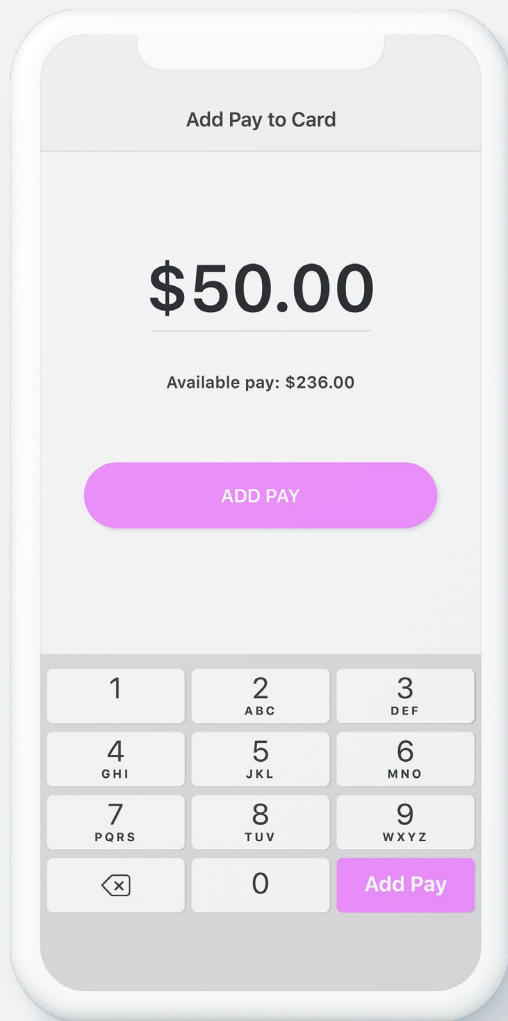 Add Pay to Card
$50.00
Available pay: $236.00
ADD PAY
1 2 3
ABC DEF
4 5 6
GHI JKL MNO
7 8 9
PQRS TUV WXYZ
0 Add Pay